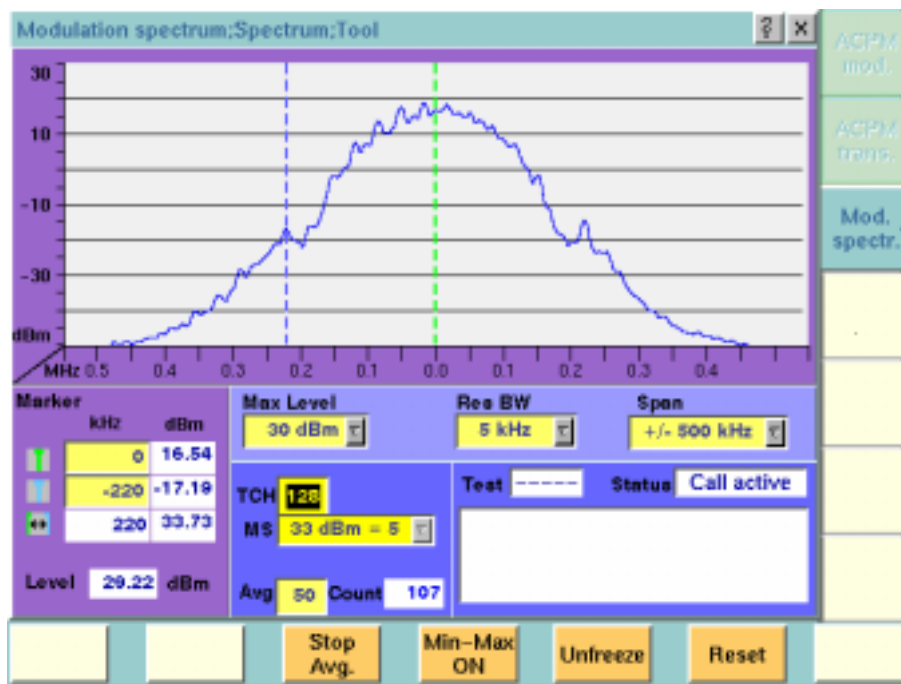 Modulation spectrum;Spectrum;Tool
? X
ACPM
mod.
ACPM
trans.
Mod.
spectr.
30
10
-10
-30
dBm
MHz 0.5 0.4 0.3 0.2 0.1 0.0 0.1 0.2 0.3 0.4
Marker
kHz dBm
0 16.54
-220 -17.19
220 33.73
Level 29.22 dBm
Max Level Res BW Span
30 dBm 5 kHz +/- 500 kHz
TCH 128
MS 33 dBm = 5
Avg 50 Count 107
Test ----- Status Call active
Stop
Avg.
Min-Max
ON
Unfreeze
Reset